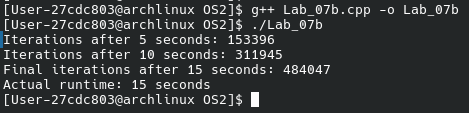 [User-27cdc803@archlinux OS2]$ g++ Lab_07b.cpp -o Lab_07b
[User-27cdc803@archlinux OS2]$ ./Lab_07b
Iterations after 5 seconds: 153396
Iterations after 10 seconds: 311945
Final iterations after 15 seconds: 484047
Actual runtime: 15 seconds
[User-27cdc803@archlinux OS2]$